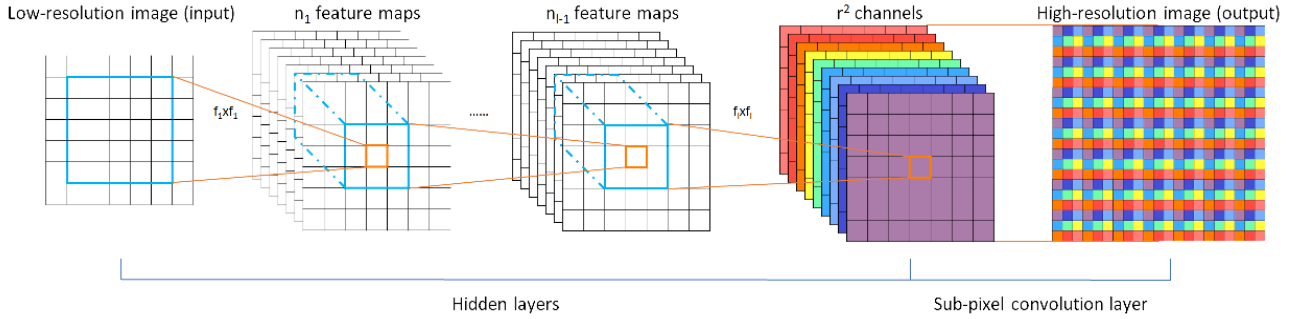 Low-resolution image (input)
n₁ feature maps
nₗ₋₁ feature maps
r² channels
High-resolution image (output)
f₁xf₁
......
fₗxfₗ
Hidden layers
Sub-pixel convolution layer